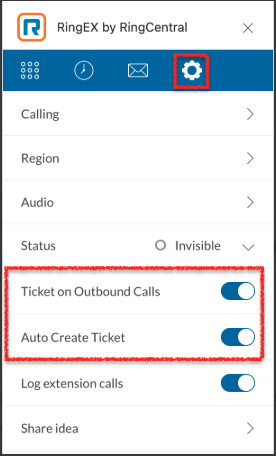 RingEX by RingCentral
Calling
Region
Audio
Status Invisible
Ticket on Outbound Calls
Auto Create Ticket
Log extension calls
Share idea